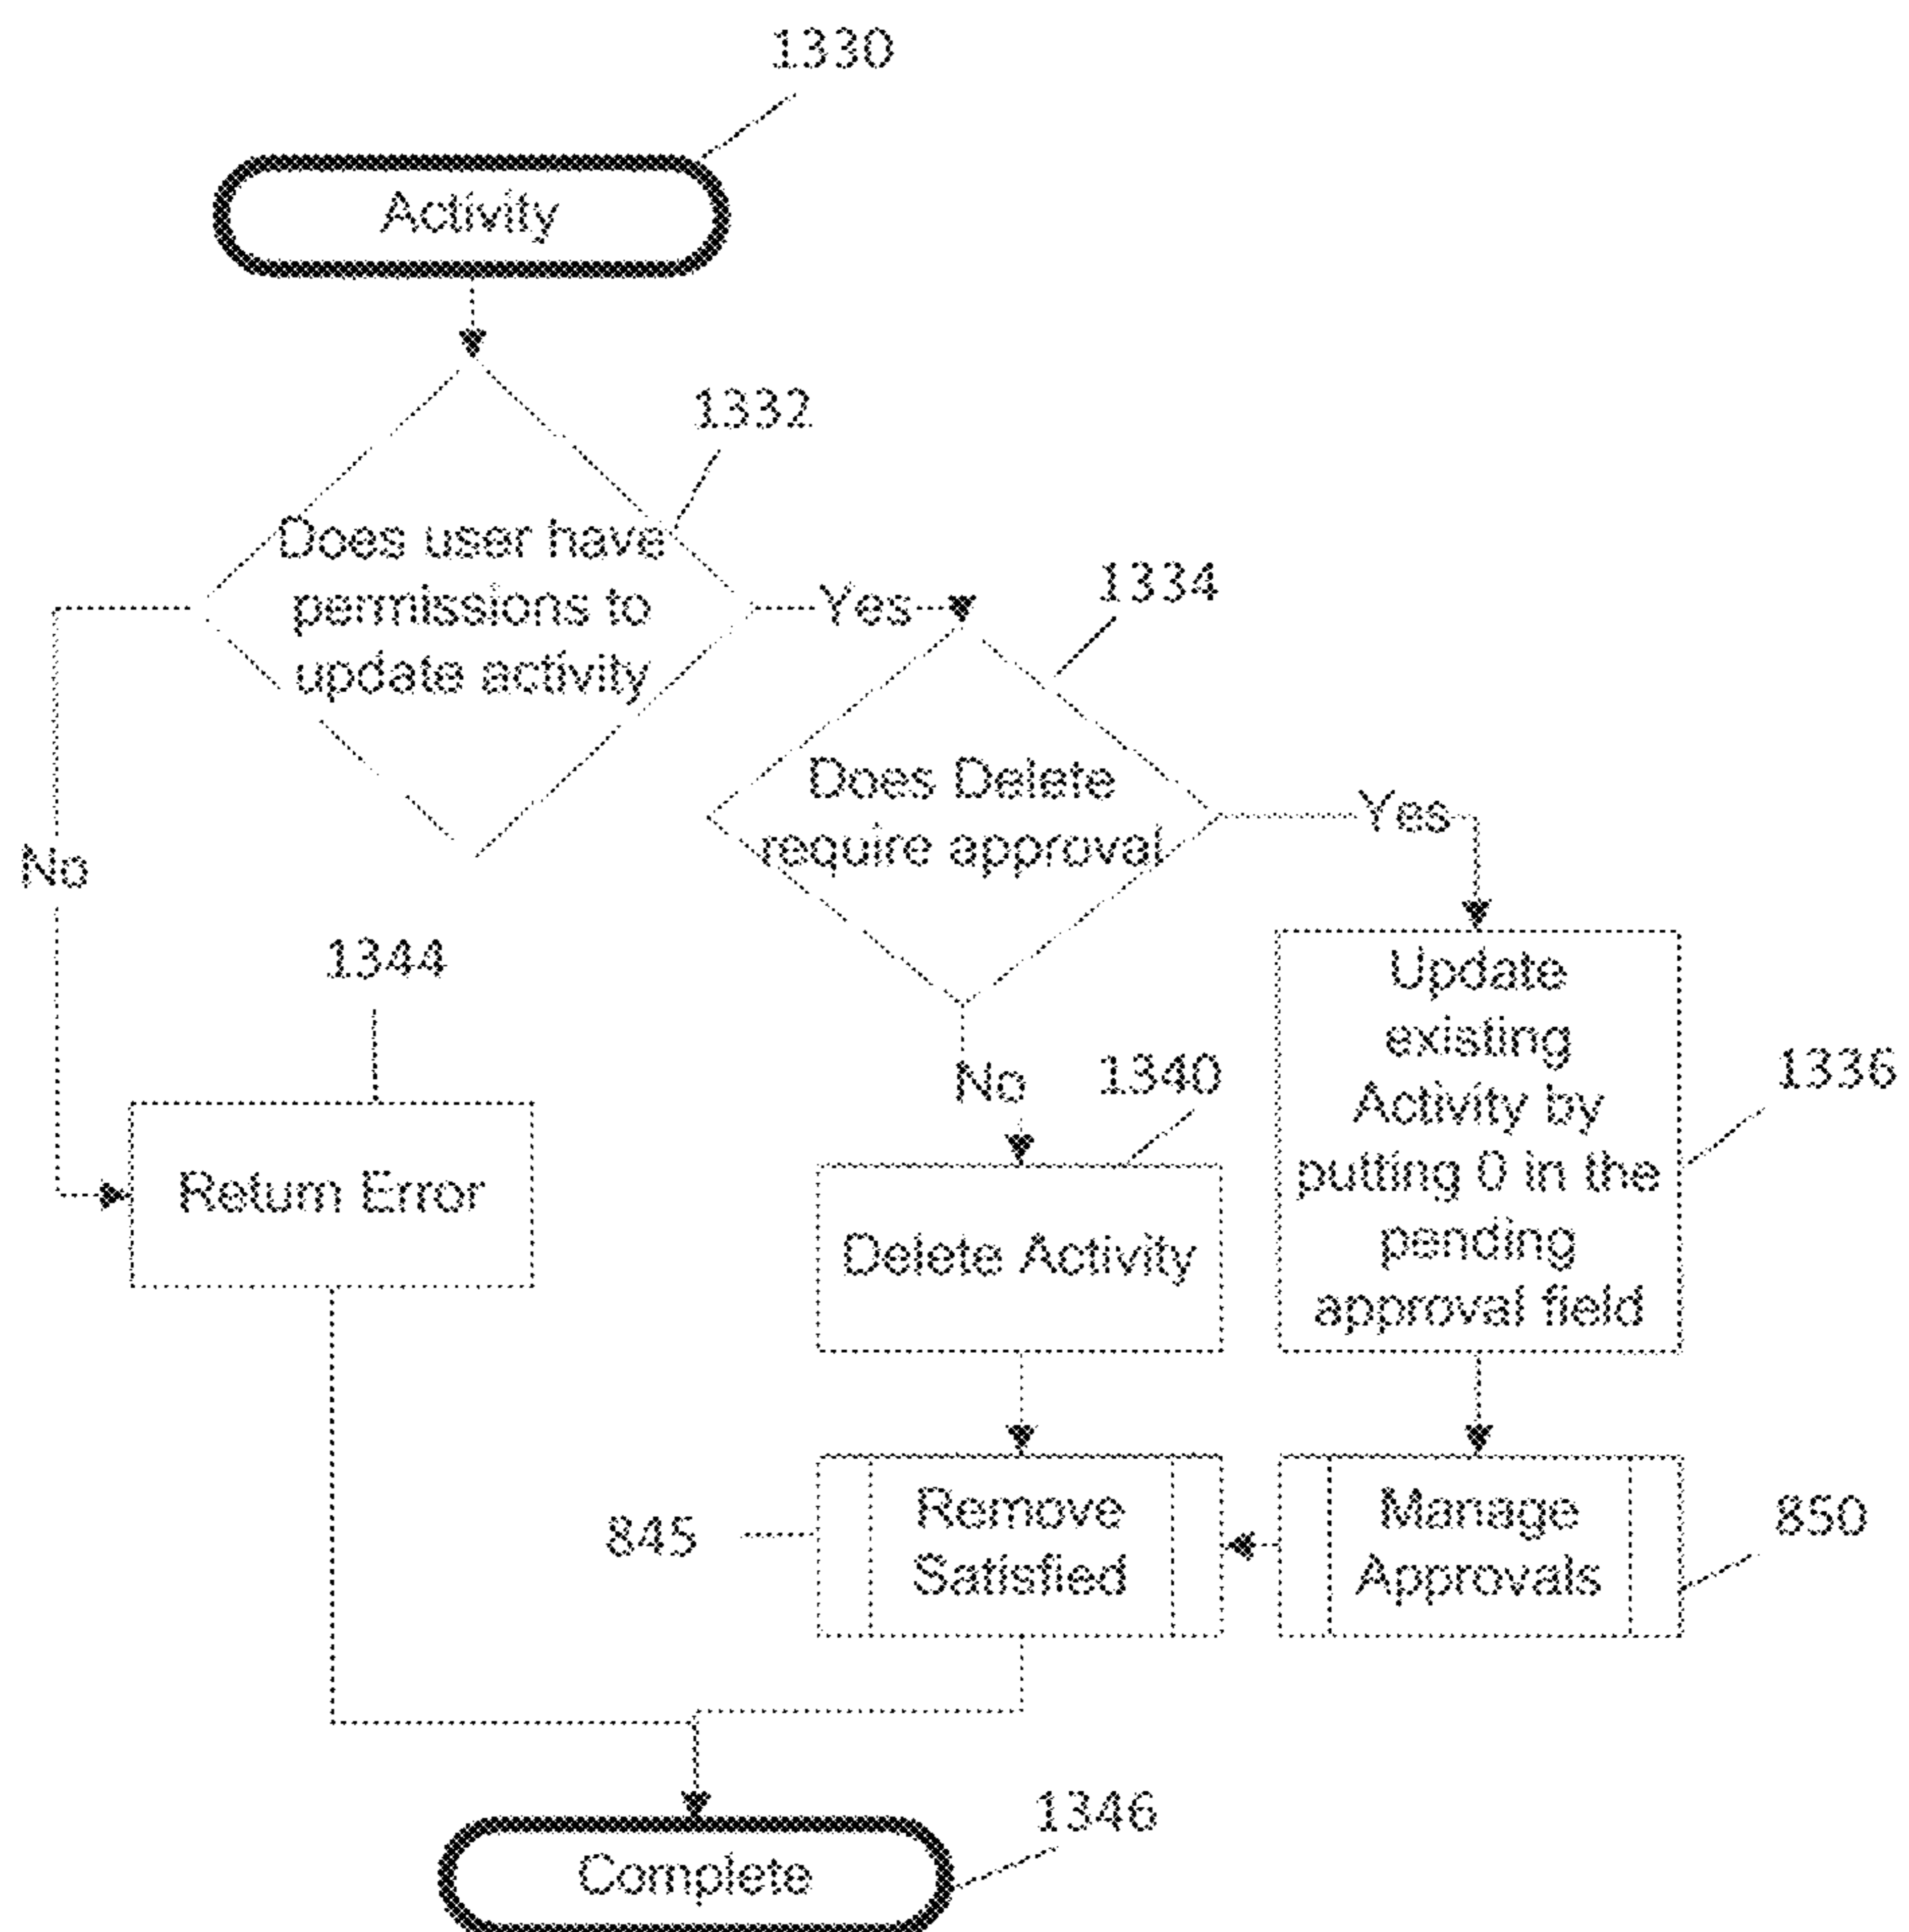 1330
Activity
1332
Does user have
permissions to
update activity
Yes
1334
Does Delete
require approval
Yes
No
1344
Return Error
No
1340
Delete Activity
Update
existing
Activity by
putting 0 in the
pending
approval field
1336
845
Remove
Satisfied
Manage
Approvals
850
1346
Complete